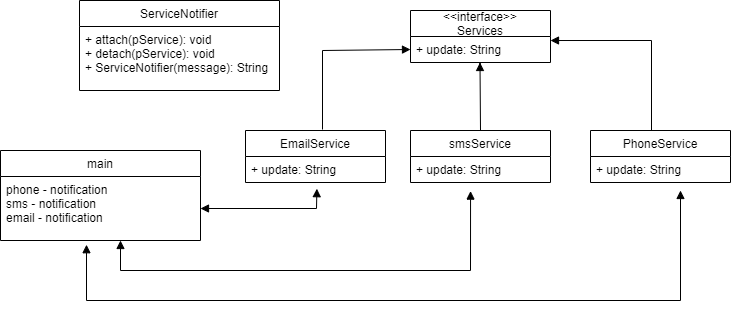 ServiceNotifier
+ attach(pService): void
+ detach(pService): void
+ ServiceNotifier(message): String
<<interface>>
Services
+ update: String
EmailService
+ update: String
smsService
+ update: String
PhoneService
+ update: String
main
phone - notification
sms - notification
email - notification